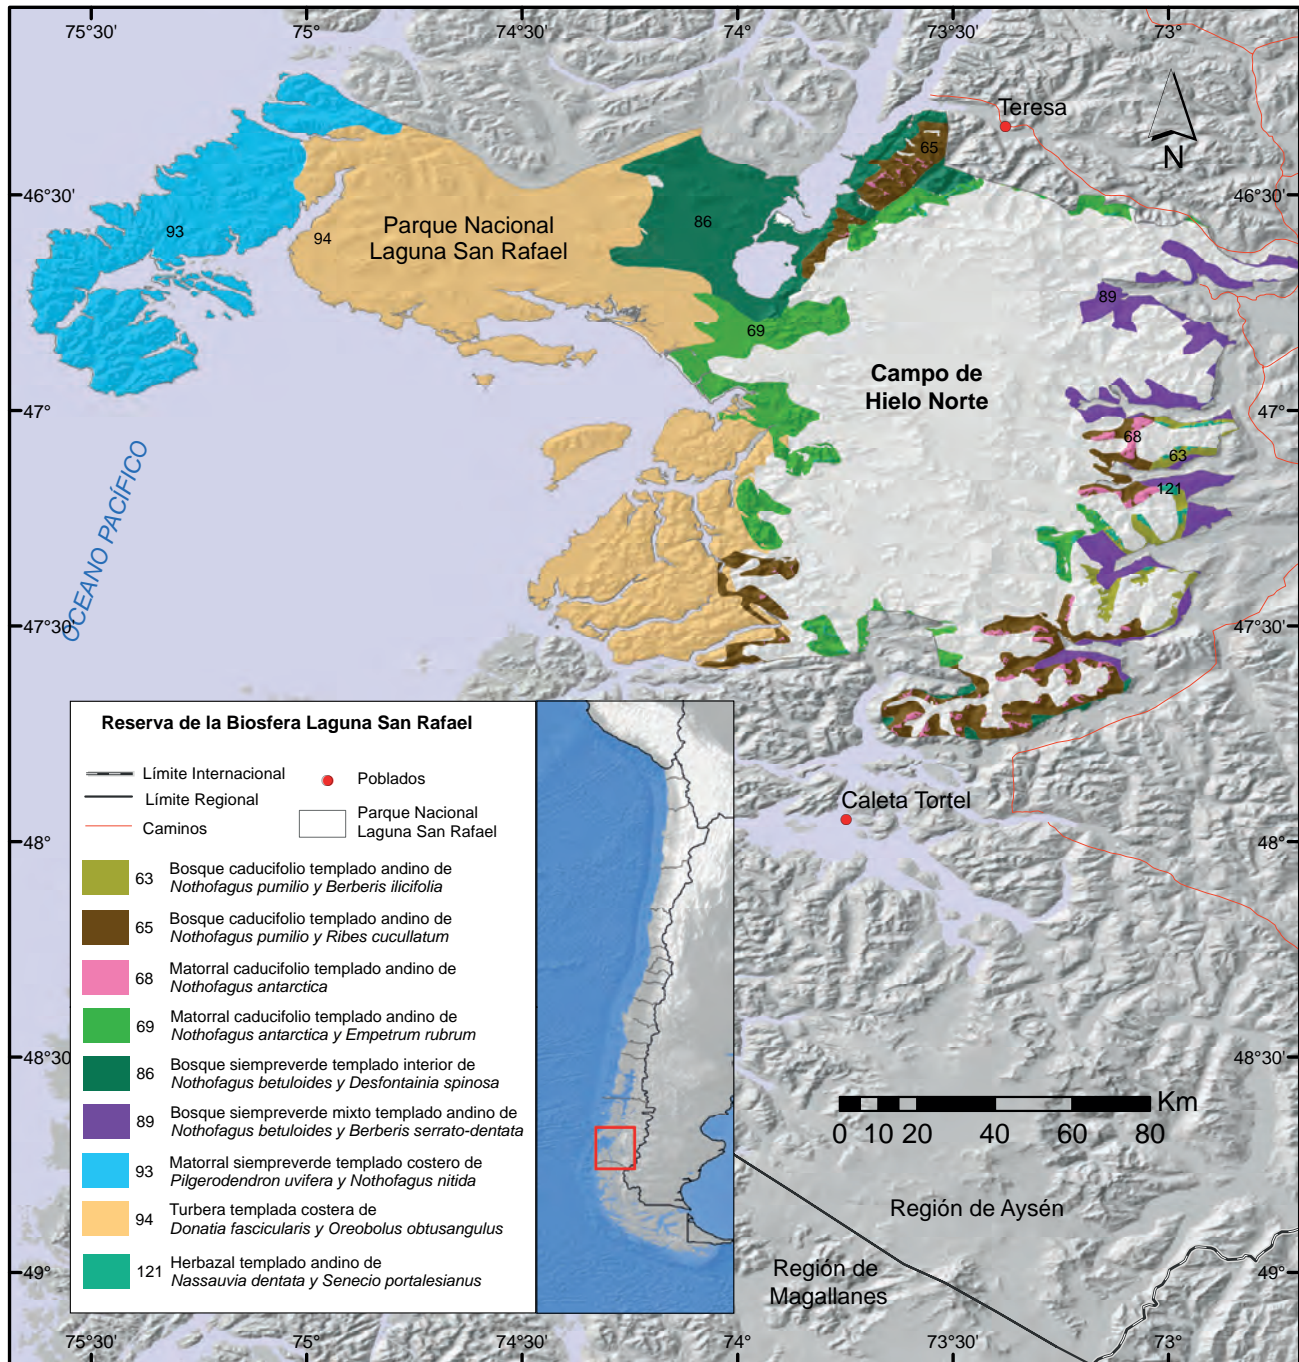 75°30'
75°
74°30'
74°
73°30'
73°
Teresa
N
65
46°30'
46°30'
93
94
Parque Nacional
Laguna San Rafael
86
89
69
Campo de
Hielo Norte
47°
47°
68
63
121
OCEANO PACÍFICO
47°30'
47°30'
Reserva de la Biosfera Laguna San Rafael
Límite Internacional
Límite Regional
Caminos
Poblados
Parque Nacional
Laguna San Rafael
63 Bosque caducifolio templado andino de
Nothofagus pumilio y Berberis ilicifolia
65 Bosque caducifolio templado andino de
Nothofagus pumilio y Ribes cucullatum
68 Matorral caducifolio templado andino de
Nothofagus antarctica
69 Matorral caducifolio templado andino de
Nothofagus antarctica y Empetrum rubrum
86 Bosque siempreverde templado interior de
Nothofagus betuloides y Desfontainia spinosa
89 Bosque siempreverde mixto templado andino de
Nothofagus betuloides y Berberis serrato-dentata
93 Matorral siempreverde templado costero de
Pilgerodendron uvifera y Nothofagus nitida
94 Turbera templada costera de
Donatia fascicularis y Oreobolus obtusangulus
121 Herbazal templado andino de
Nassauvia dentata y Senecio portalesianus
Caleta Tortel
48°
48°
48°30'
48°30'
Km
0 10 20 40 60 80
Región de Aysén
Región de
Magallanes
49°
49°
75°30'
75°
74°30'
74°
73°30'
73°